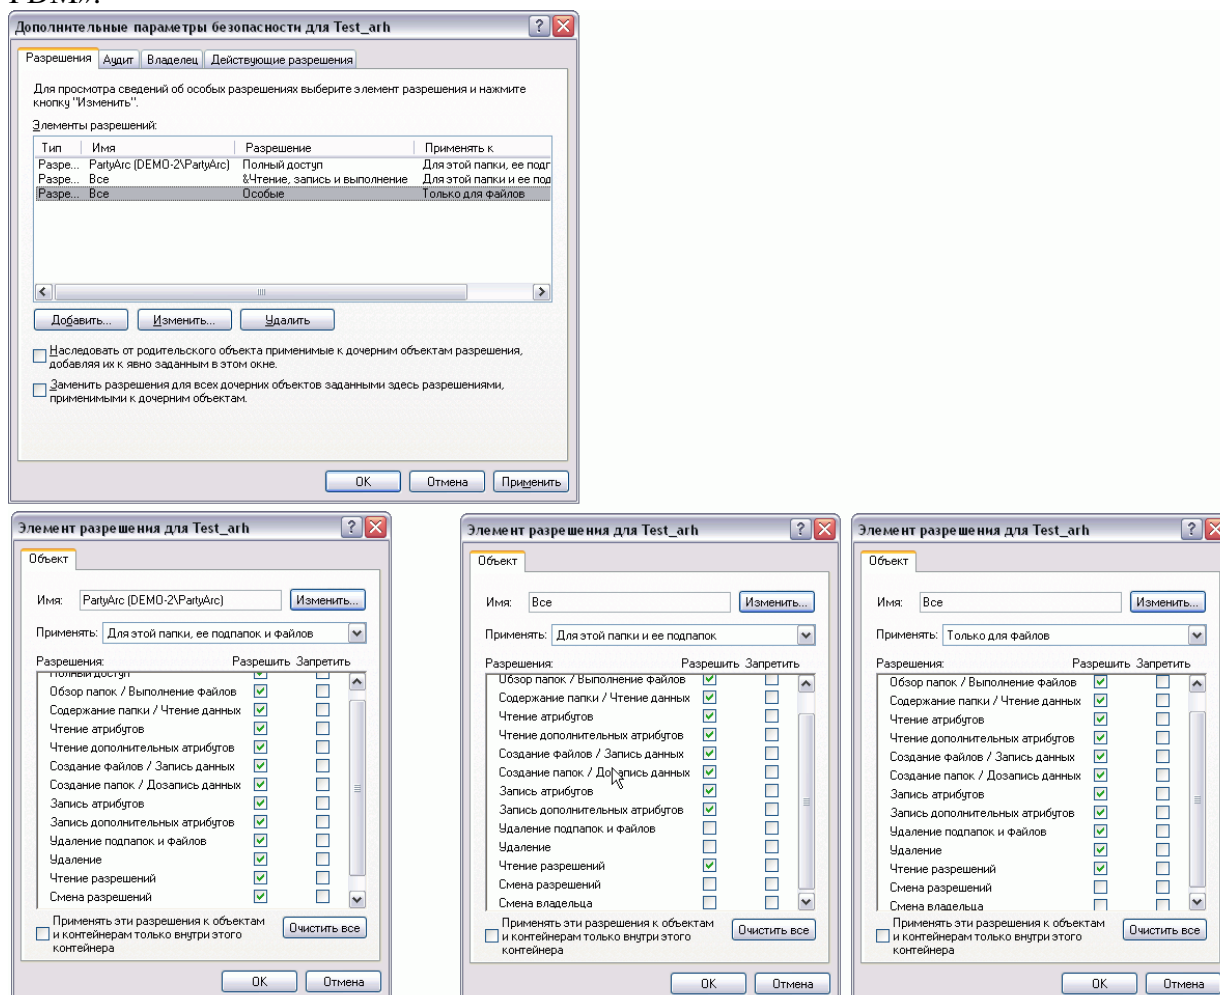 PDM».
Дополнительные параметры безопасности для Test_arh
Разрешения Аудит Владелец Действующие разрешения
Для просмотра сведений об особых разрешениях выберите элемент разрешения и нажмите
кнопку "Изменить".
Элементы разрешений:
Тип Имя Разрешение Применять к
Разре... PartyArc (DEMO-2\PartyArc) Полный доступ Для этой папки, ее подг
Разре... Все &Чтение, запись и выполнение Для этой папки и ее под
Разре... Все Особые Только для файлов
Добавить... Изменить... Удалить
Наследовать от родительского объекта применимые к дочерним объектам разрешения,
добавляя их к явно заданным в этом окне.
Заменить разрешения для всех дочерних объектов заданными здесь разрешениями,
применимыми к дочерним объектам.
OK Отмена Применить
Элемент разрешения для Test_arh
Объект
Имя: PartyArc (DEMO-2\PartyArc) Изменить...
Применять: Для этой папки, ее подпапок и файлов
Разрешения: Разрешить Запретить
Полный доступ
Обзор папок / Выполнение файлов
Содержание папки / Чтение данных
Чтение атрибутов
Чтение дополнительных атрибутов
Создание файлов / Запись данных
Создание папок / Дозапись данных
Запись атрибутов
Запись дополнительных атрибутов
Удаление подпапок и файлов
Удаление
Чтение разрешений
Смена разрешений
Применять эти разрешения к объектам
и контейнерам только внутри этого
контейнера
Очистить все
OK Отмена
Элемент разрешения для Test_arh
Объект
Имя: Все Изменить...
Применять: Для этой папки и ее подпапок
Разрешения: Разрешить Запретить
Обзор папок / Выполнение файлов
Содержание папки / Чтение данных
Чтение атрибутов
Чтение дополнительных атрибутов
Создание файлов / Запись данных
Создание папок / Дозапись данных
Запись атрибутов
Запись дополнительных атрибутов
Удаление подпапок и файлов
Удаление
Чтение разрешений
Смена разрешений
Смена владельца
Применять эти разрешения к объектам
и контейнерам только внутри этого
контейнера
Очистить все
OK Отмена
Элемент разрешения для Test_arh
Объект
Имя: Все Изменить...
Применять: Только для файлов
Разрешения: Разрешить Запретить
Обзор папок / Выполнение файлов
Содержание папки / Чтение данных
Чтение атрибутов
Чтение дополнительных атрибутов
Создание файлов / Запись данных
Создание папок / Дозапись данных
Запись атрибутов
Запись дополнительных атрибутов
Удаление подпапок и файлов
Удаление
Чтение разрешений
Смена разрешений
Смена владельца
Применять эти разрешения к объектам
и контейнерам только внутри этого
контейнера
Очистить все
OK Отмена